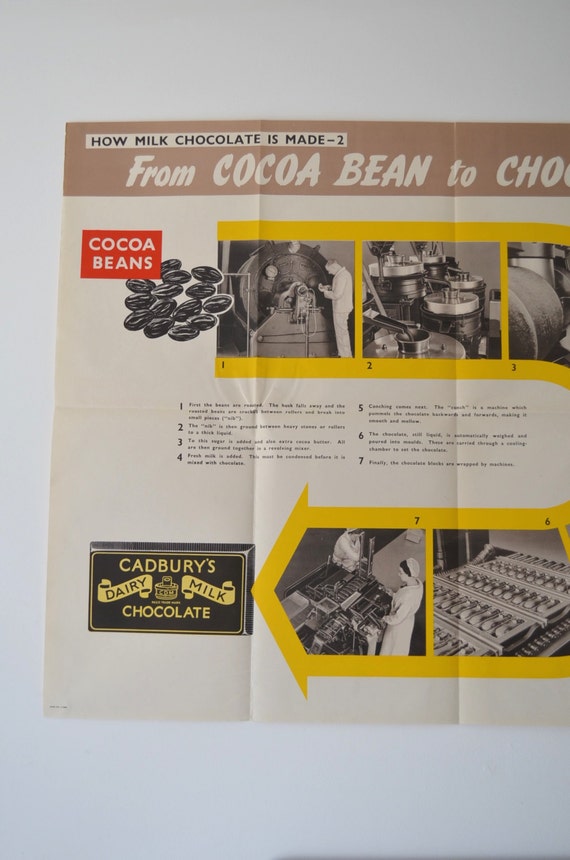 HOW MILK CHOCOLATE IS MADE–2
From COCOA BEAN to CHOC
COCOA
BEANS
1
2
3
1 First the beans are roasted. The husk falls away and the
roasted beans are crushed between rollers and break into
small pieces ("nib").
2 The "nib" is then ground between heavy stones or rollers
to a thick liquid.
3 To this sugar is added and also extra cocoa butter. All
are then ground together in a revolving mixer.
4 Fresh milk is added. This must be condensed before it is
mixed with chocolate.
5 Conching comes next. The "conch" is a machine which
pummels the chocolate backwards and forwards, making it
smooth and mellow.
6 The chocolate, still liquid, is automatically weighed and
poured into moulds. These are carried through a cooling-
chamber to set the chocolate.
7 Finally, the chocolate blocks are wrapped by machines.
7
6
CADBURY'S
DAIRY MILK
CHOCOLATE